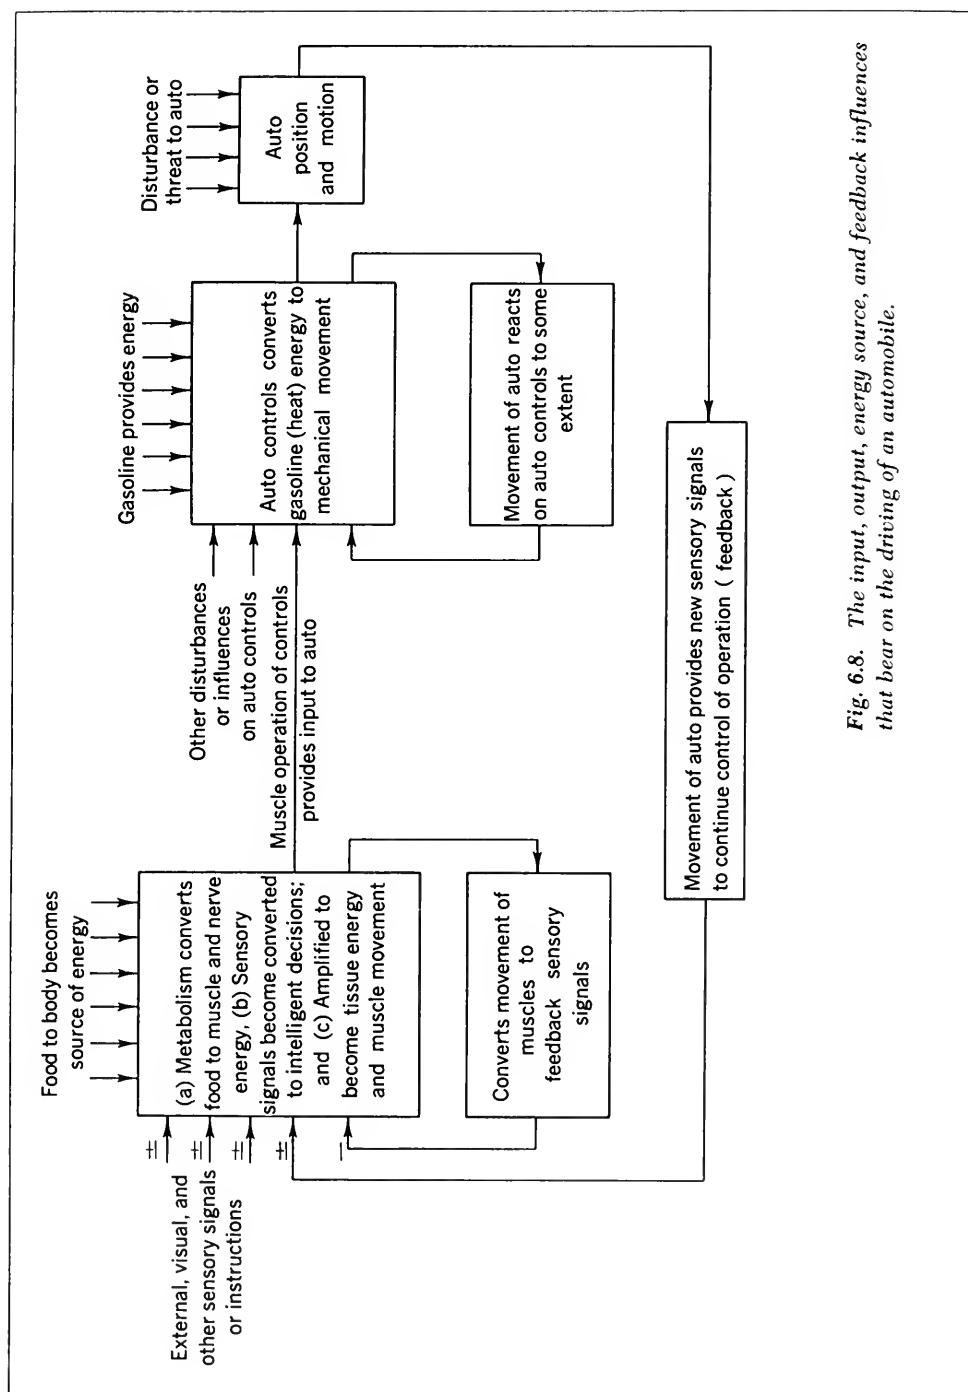 Food to body becomes
source of energy
External, visual, and
other sensory signals
or instructions
±
±
±
±
−
(a) Metabolism converts
food to muscle and nerve
energy, (b) Sensory
signals become converted
to intelligent decisions;
and (c) Amplified to
become tissue energy
and muscle movement
Converts movement of
muscles to
feedback sensory
signals
Muscle operation of controls
provides input to auto
Other disturbances
or influences
on auto controls
Gasoline provides energy
Auto controls converts
gasoline (heat) energy to
mechanical movement
Movement of auto reacts
on auto controls to some
extent
Disturbance or
threat to auto
Auto
position
and motion
Movement of auto provides new sensory signals
to continue control of operation ( feedback )
Fig. 6.8. The input, output, energy source, and feedback influences
that bear on the driving of an automobile.